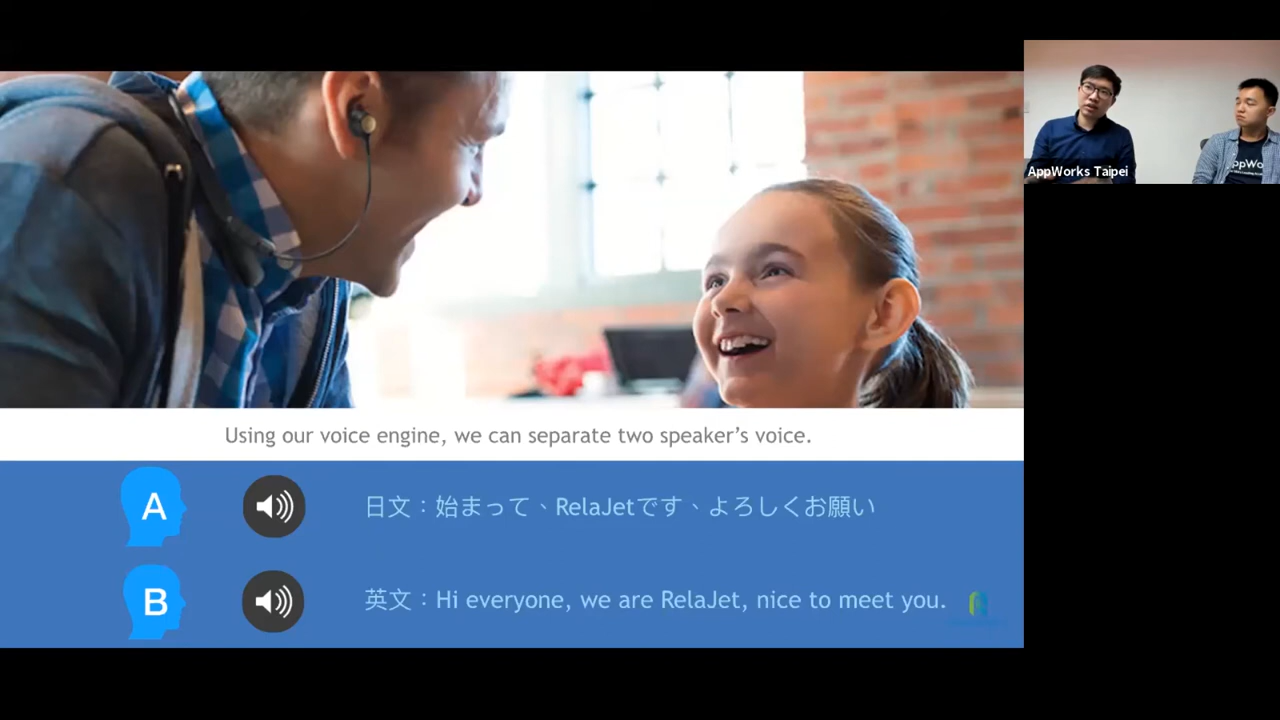 AppWorks Taipei
ppWo
Using our voice engine, we can separate two speaker's voice.
A
日文：始まって、RelaJetです、よろしくお願い
B
英文：Hi everyone, we are RelaJet, nice to meet you.